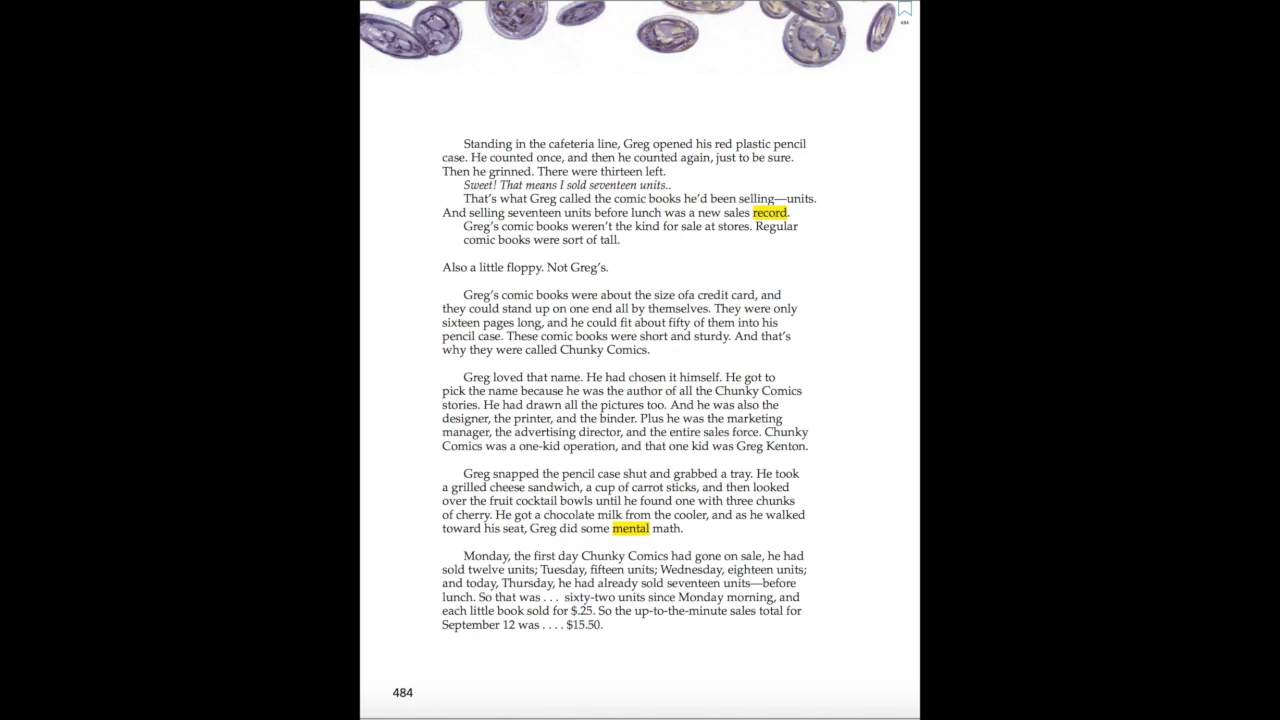 484
Standing in the cafeteria line, Greg opened his red plastic pencil
case. He counted once, and then he counted again, just to be sure.
Then he grinned. There were thirteen left.
Sweet! That means I sold seventeen units..
That's what Greg called the comic books he'd been selling—units.
And selling seventeen units before lunch was a new sales record.
Greg's comic books weren't the kind for sale at stores. Regular
comic books were sort of tall.
Also a little floppy. Not Greg's.
Greg's comic books were about the size ofa credit card, and
they could stand up on one end all by themselves. They were only
sixteen pages long, and he could fit about fifty of them into his
pencil case. These comic books were short and sturdy. And that's
why they were called Chunky Comics.
Greg loved that name. He had chosen it himself. He got to
pick the name because he was the author of all the Chunky Comics
stories. He had drawn all the pictures too. And he was also the
designer, the printer, and the binder. Plus he was the marketing
manager, the advertising director, and the entire sales force. Chunky
Comics was a one-kid operation, and that one kid was Greg Kenton.
Greg snapped the pencil case shut and grabbed a tray. He took
a grilled cheese sandwich, a cup of carrot sticks, and then looked
over the fruit cocktail bowls until he found one with three chunks
of cherry. He got a chocolate milk from the cooler, and as he walked
toward his seat, Greg did some mental math.
Monday, the first day Chunky Comics had gone on sale, he had
sold twelve units; Tuesday, fifteen units; Wednesday, eighteen units;
and today, Thursday, he had already sold seventeen units—before
lunch. So that was . . . sixty-two units since Monday morning, and
each little book sold for $.25. So the up-to-the-minute sales total for
September 12 was . . . . $15.50.
484